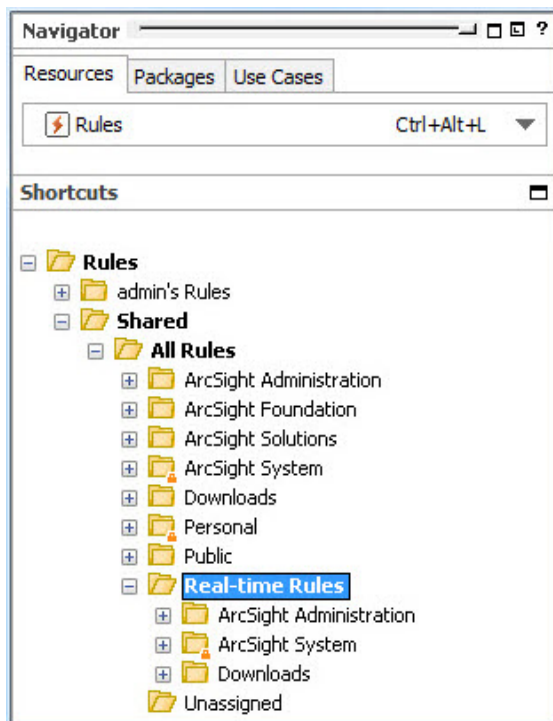 Navigator ?
Resources Packages Use Cases
Rules Ctrl+Alt+L
Shortcuts
Rules
admin's Rules
Shared
All Rules
ArcSight Administration
ArcSight Foundation
ArcSight Solutions
ArcSight System
Downloads
Personal
Public
Real-time Rules
ArcSight Administration
ArcSight System
Downloads
Unassigned